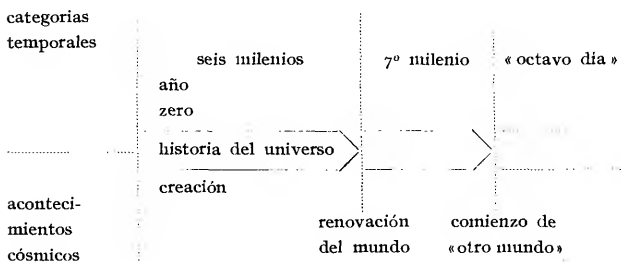 categorias
temporales
seis milenios
7º milenio
« octavo día »
año
zero
historia del universo
creación
aconteci-
mientos
cósmicos
renovación
del mundo
comienzo de
«otro mundo»